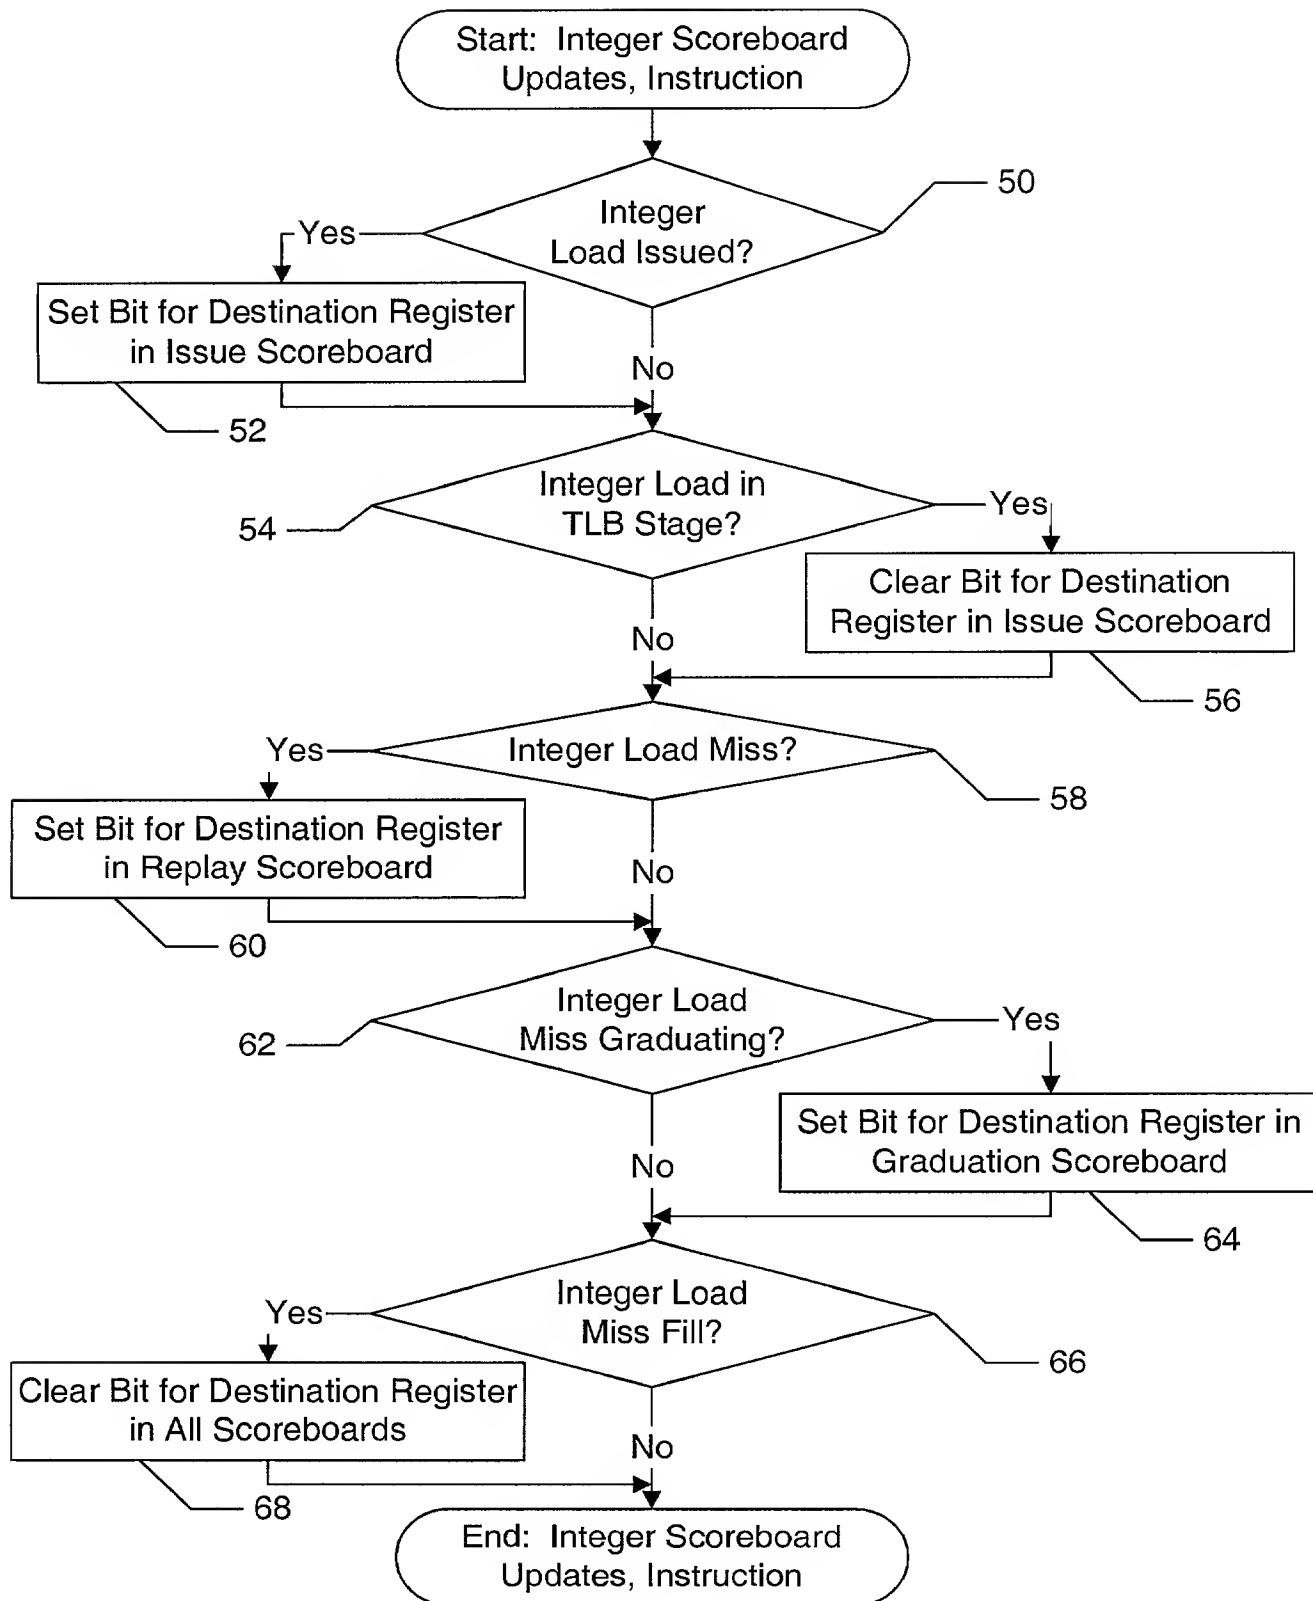 Start: Integer Scoreboard
Updates, Instruction
50
Integer
Load Issued?
Yes
Set Bit for Destination Register
in Issue Scoreboard
No
52
Integer Load in
TLB Stage?
Yes
54
Clear Bit for Destination
Register in Issue Scoreboard
No
56
Yes
Integer Load Miss?
58
Set Bit for Destination Register
in Replay Scoreboard
No
60
Integer Load
Miss Graduating?
Yes
62
Set Bit for Destination Register in
Graduation Scoreboard
No
64
Integer Load
Miss Fill?
Yes
66
Clear Bit for Destination Register
in All Scoreboards
No
68
End: Integer Scoreboard
Updates, Instruction